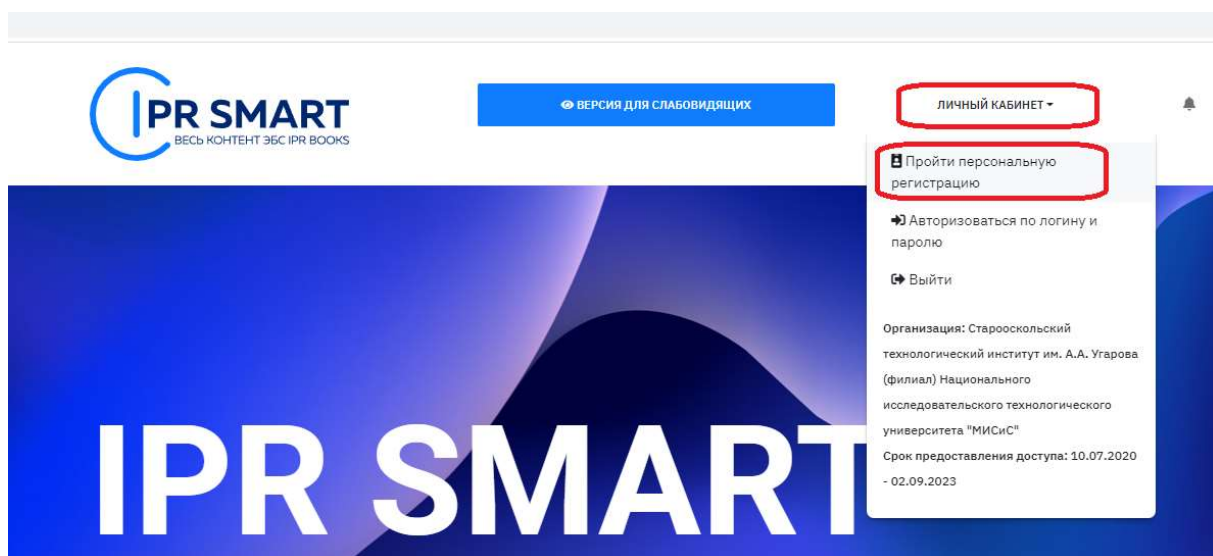 IPR SMART
ВЕСЬ КОНТЕНТ ЭБС IPR BOOKS
ВЕРСИЯ ДЛЯ СЛАБОВИДЯЩИХ
ЛИЧНЫЙ КАБИНЕТ
Пройти персональную
регистрацию
Авторизоваться по логину и
паролю
Выйти
Организация: Старооскольский
технологический институт им. А.А. Угарова
(филиал) Национального
исследовательского технологического
университета "МИСиС"
Срок предоставления доступа: 10.07.2020
- 02.09.2023
IPR SMART